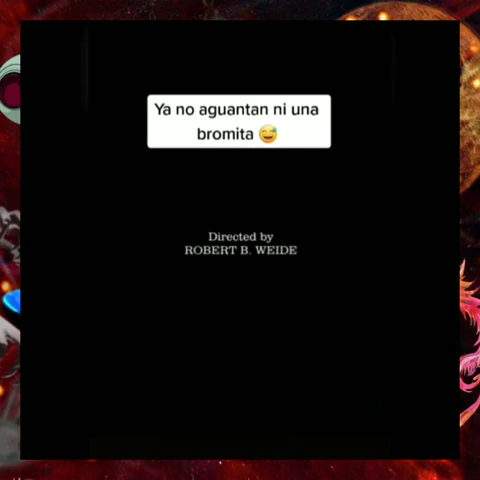 Ya no aguantan ni una
bromita 😅
Directed by
ROBERT B. WEIDE